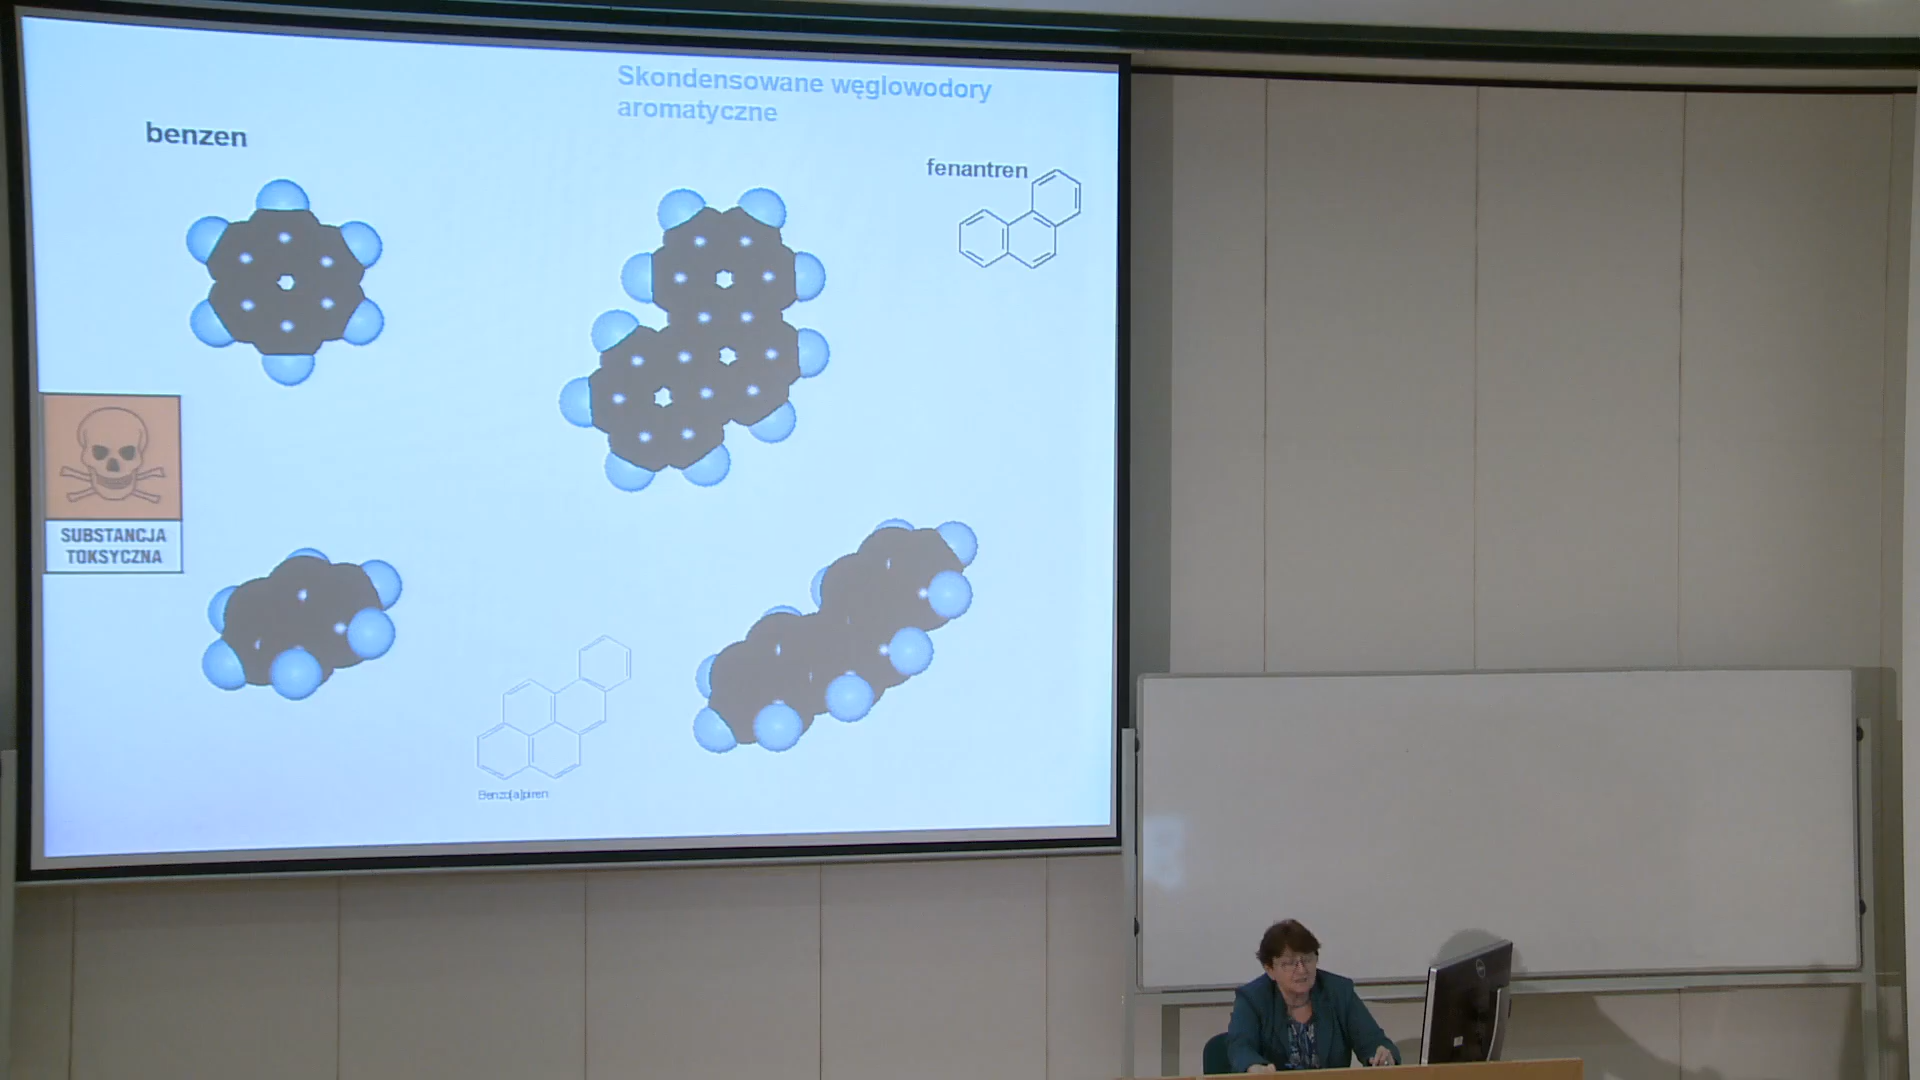 Skondensowane węglowodory
aromatyczne
benzen
fenantren
SUBSTANCJA
TOKSYCZNA
Benzo[a]piren